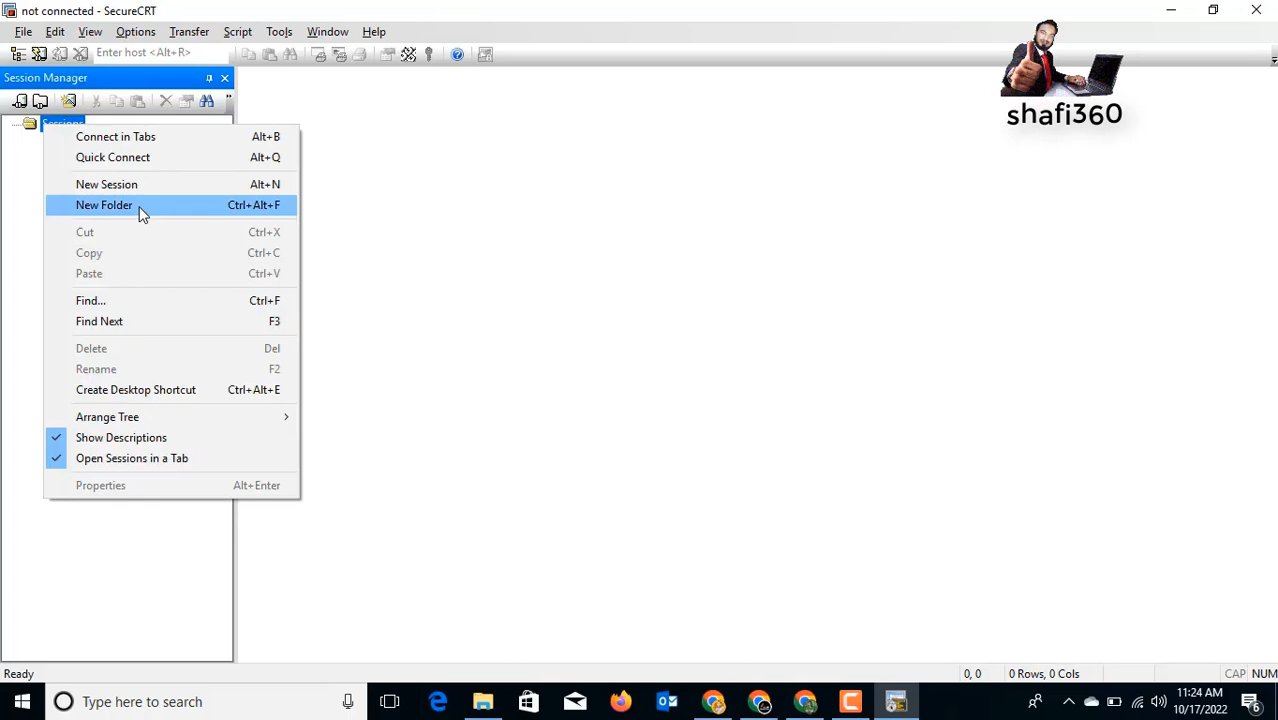 not connected - SecureCRT
File Edit View Options Transfer Script Tools Window Help
Enter host <Alt+R>
shafi360
Session Manager
Sessions
Connect in Tabs Alt+B
Quick Connect Alt+Q
New Session Alt+N
New Folder Ctrl+Alt+F
Cut Ctrl+X
Copy Ctrl+C
Paste Ctrl+V
Find... Ctrl+F
Find Next F3
Delete Del
Rename F2
Create Desktop Shortcut Ctrl+Alt+E
Arrange Tree
Show Descriptions
Open Sessions in a Tab
Properties Alt+Enter
Ready 0, 0 0 Rows, 0 Cols CAP NUM
Type here to search
11:24 AM
10/17/2022
6